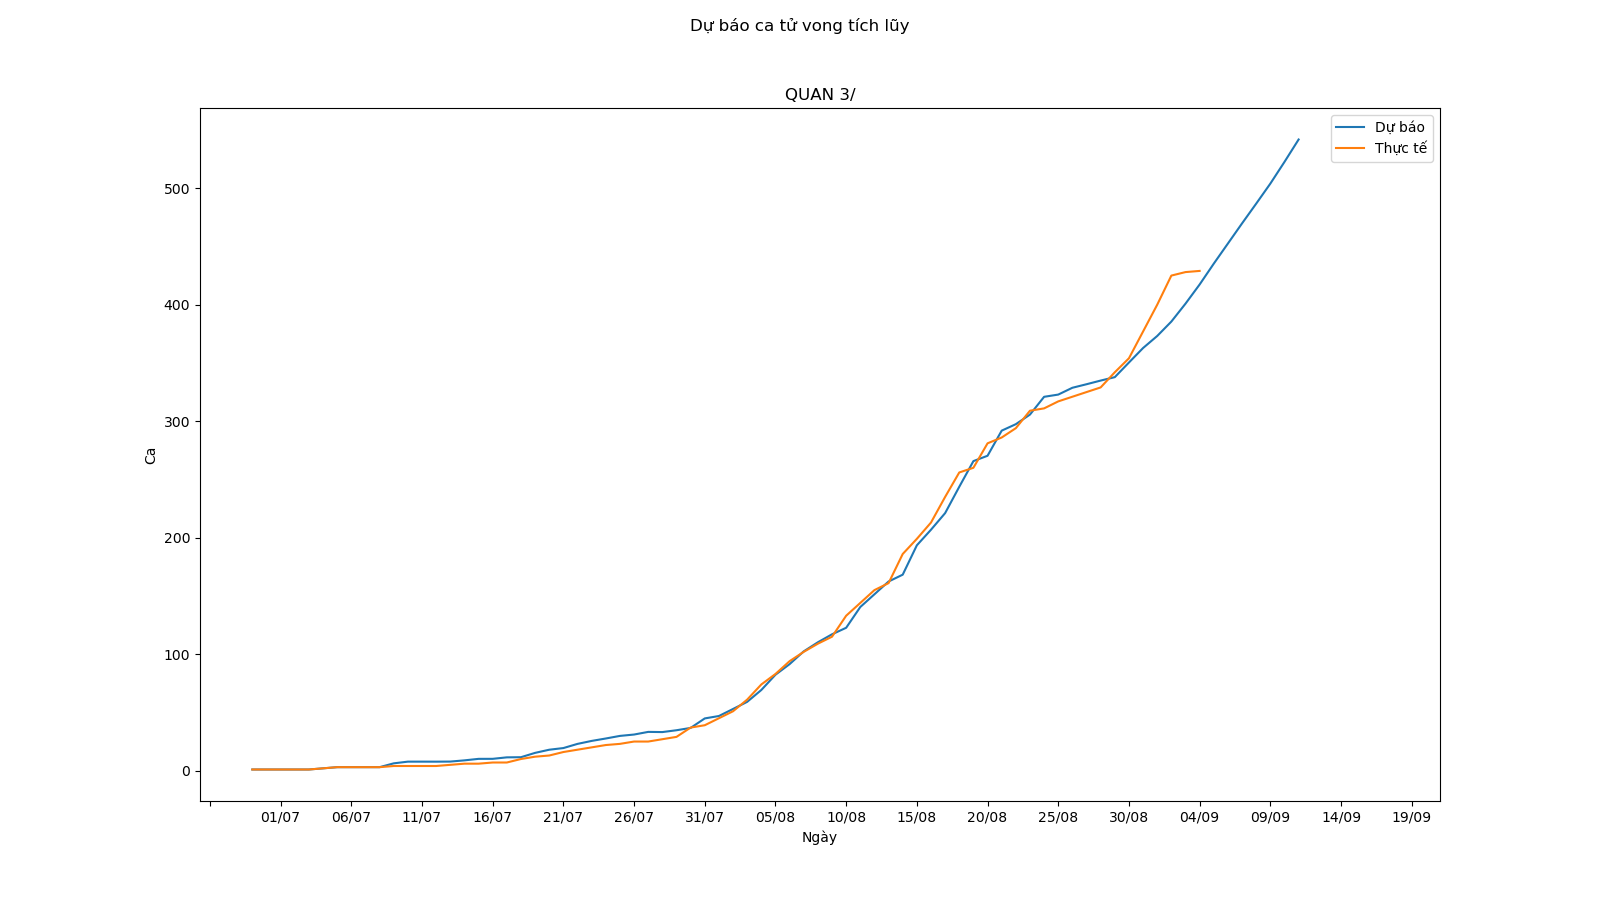 Dự báo ca tử vong tích lũy
QUAN 3/
Dự báo
Thực tế
500
400
300
200
100
0
Ca
01/07 06/07 11/07 16/07 21/07 26/07 31/07 05/08 10/08 15/08 20/08 25/08 30/08 04/09 09/09 14/09 19/09
Ngày